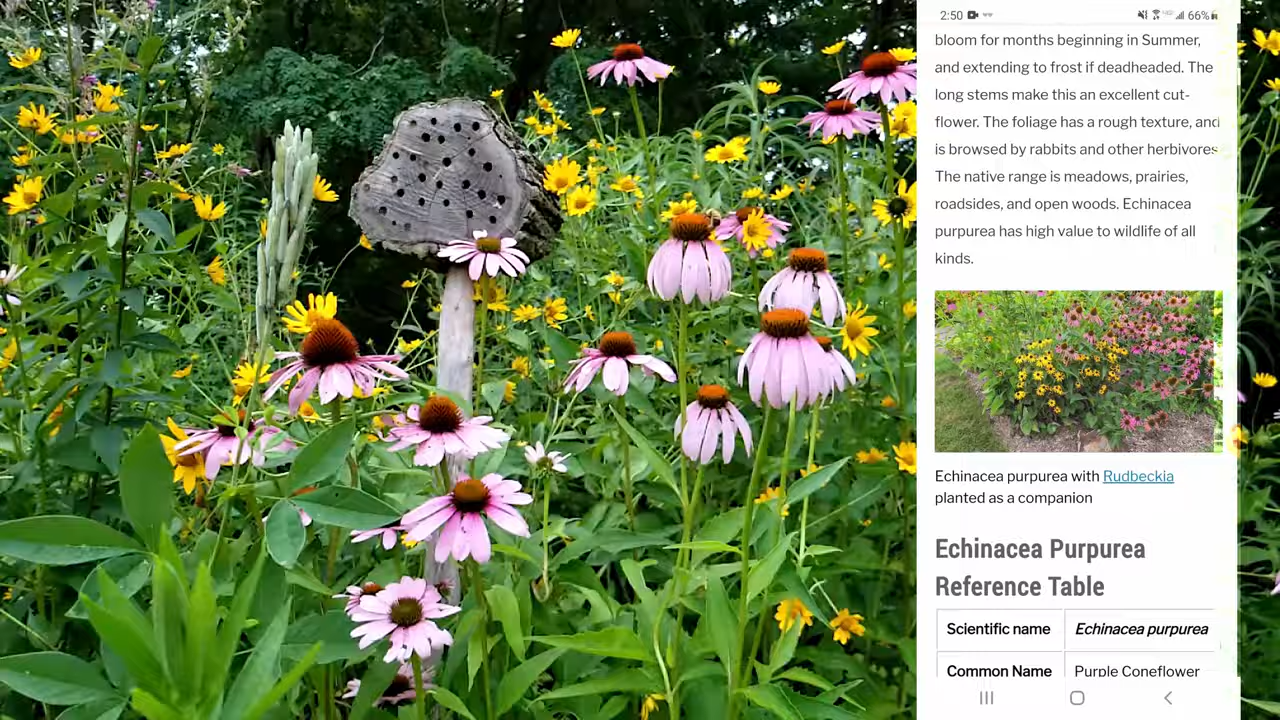 2:50
66%
bloom for months beginning in Summer,
and extending to frost if deadheaded. The
long stems make this an excellent cut-
flower. The foliage has a rough texture, and
is browsed by rabbits and other herbivores
The native range is meadows, prairies,
roadsides, and open woods. Echinacea
purpurea has high value to wildlife of all
kinds.
Echinacea purpurea with Rudbeckia
planted as a companion
Echinacea Purpurea
Reference Table
Scientific name Echinacea purpurea
Common Name Purple Coneflower